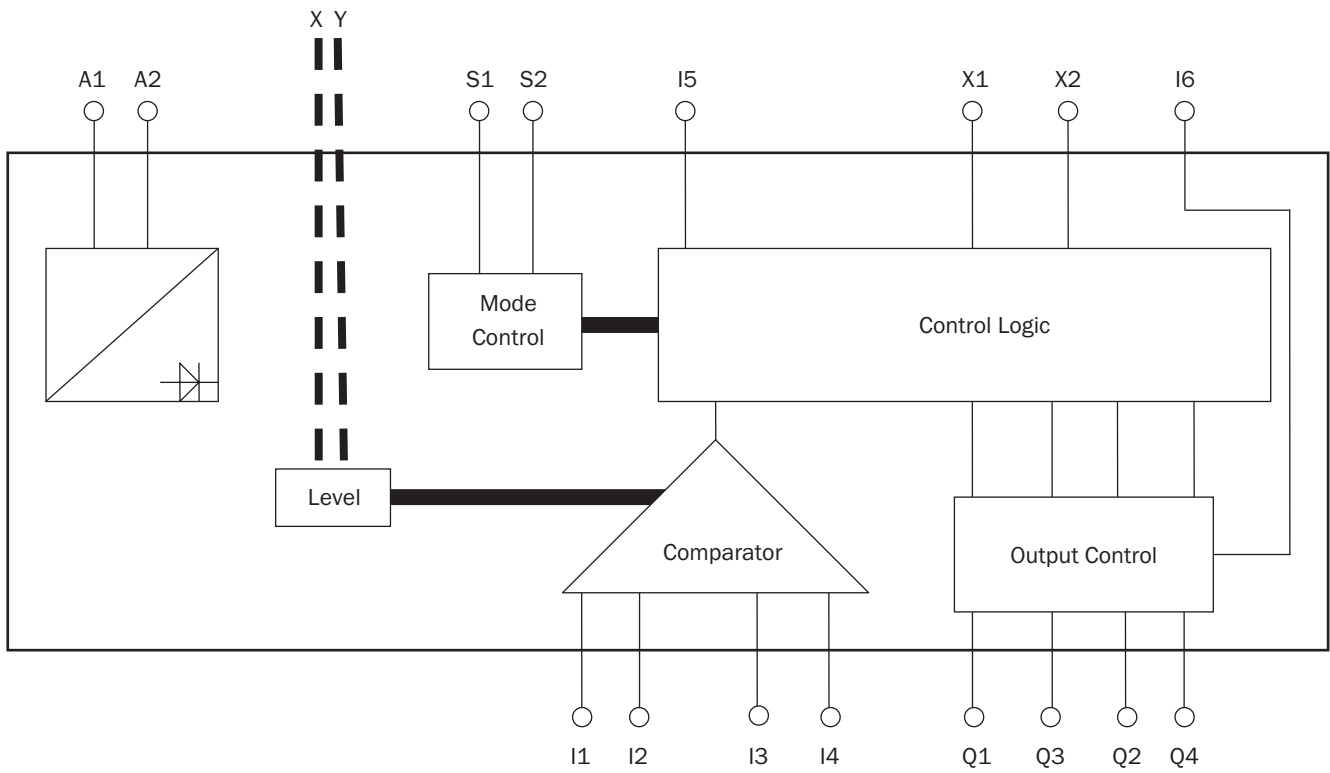 X Y
A1 A2 S1 S2 I5 X1 X2 I6
Mode
Control
Control Logic
Level
Comparator
Output Control
I1 I2 I3 I4 Q1 Q3 Q2 Q4